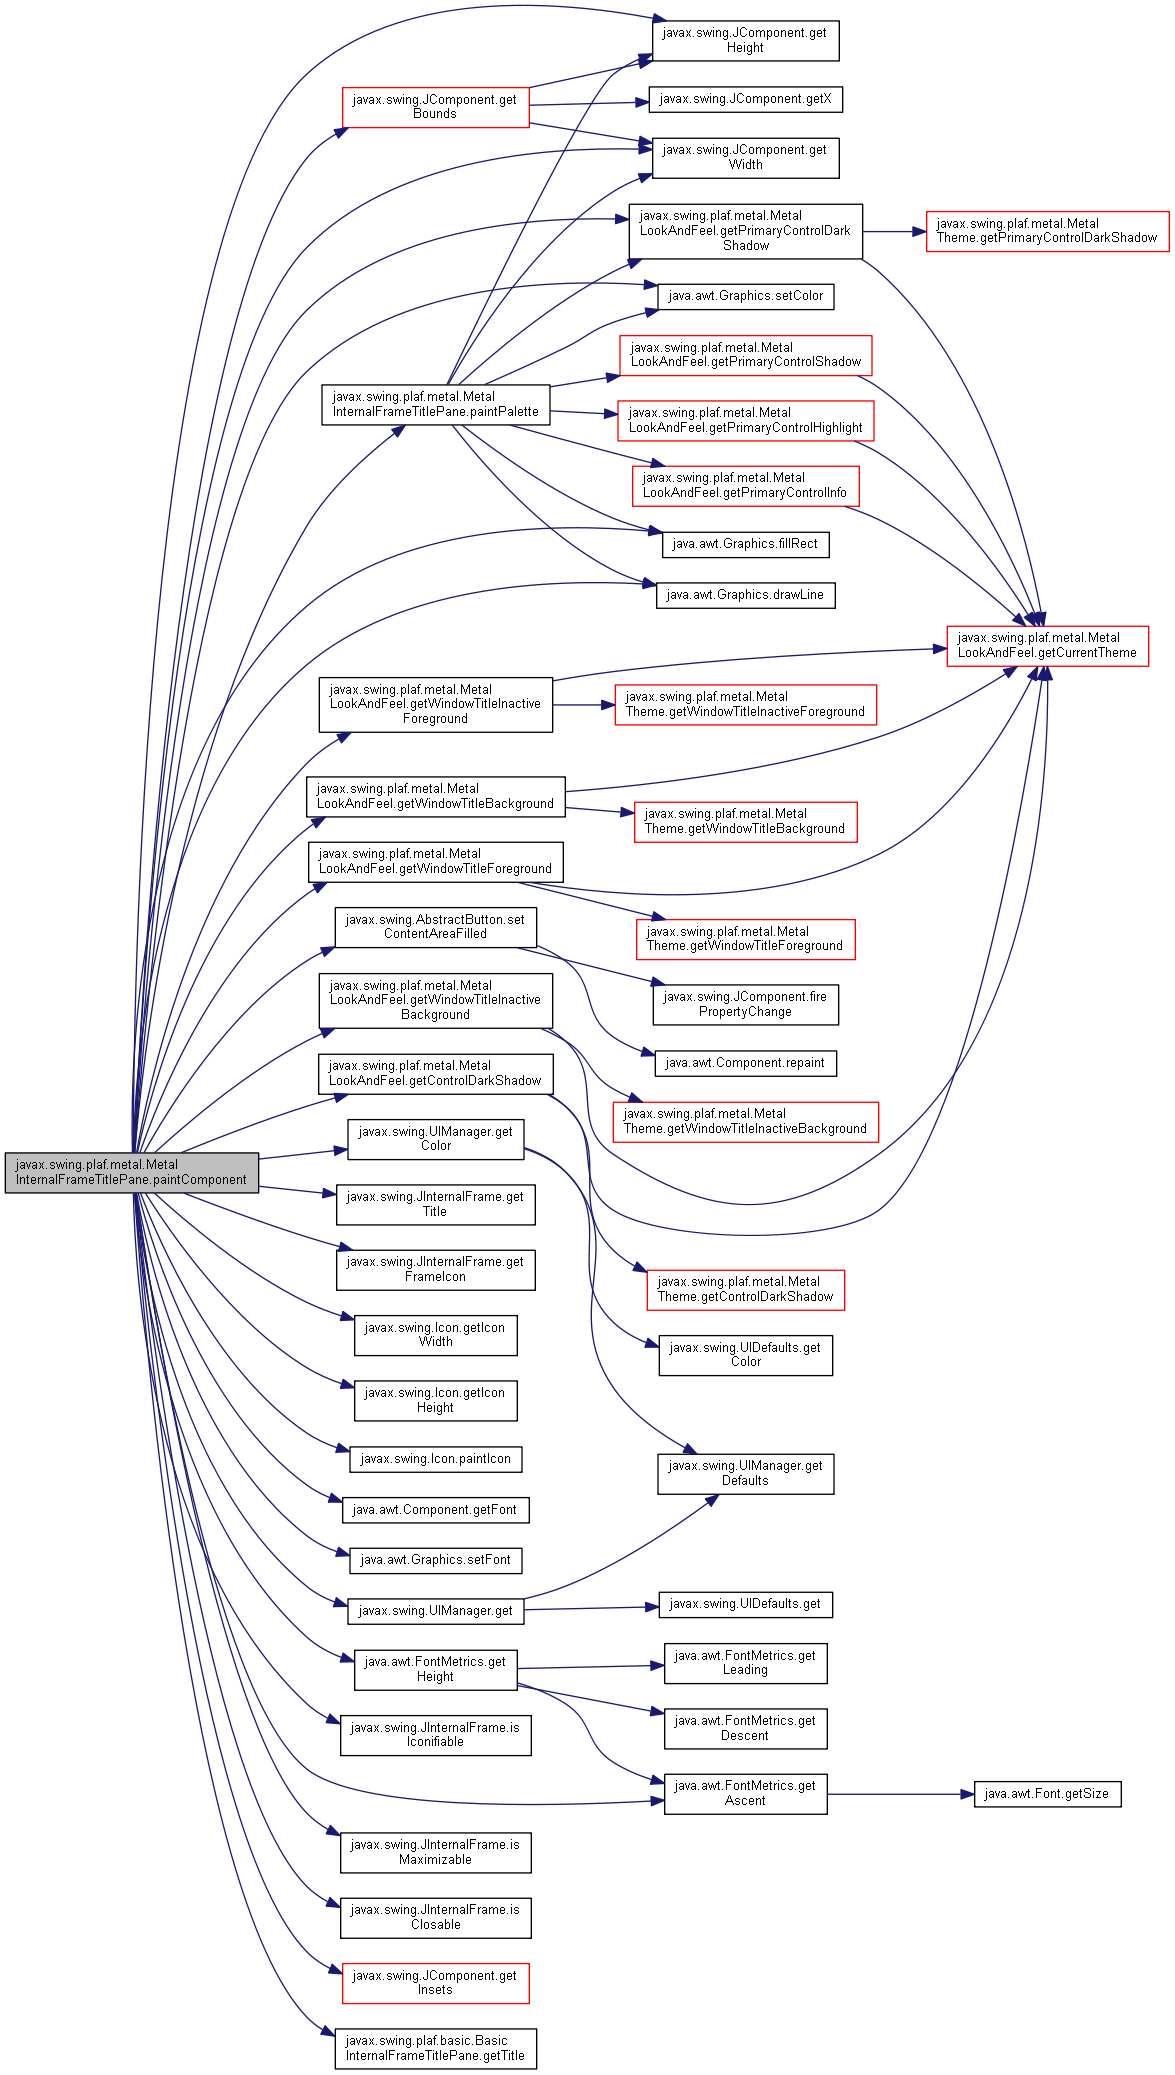 javax.swing.JComponent.get
Height
javax.swing.JComponent.get
Bounds
javax.swing.JComponent.getX
javax.swing.JComponent.get
Width
javax.swing.plaf.metal.Metal
LookAndFeel.getPrimaryControlDark
Shadow
javax.swing.plaf.metal.Metal
Theme.getPrimaryControlDarkShadow
java.awt.Graphics.setColor
javax.swing.plaf.metal.Metal
LookAndFeel.getPrimaryControlShadow
javax.swing.plaf.metal.Metal
InternalFrameTitlePane.paintPalette
javax.swing.plaf.metal.Metal
LookAndFeel.getPrimaryControlHighlight
javax.swing.plaf.metal.Metal
LookAndFeel.getPrimaryControlInfo
java.awt.Graphics.fillRect
java.awt.Graphics.drawLine
javax.swing.plaf.metal.Metal
LookAndFeel.getCurrentTheme
javax.swing.plaf.metal.Metal
LookAndFeel.getWindowTitleInactive
Foreground
javax.swing.plaf.metal.Metal
Theme.getWindowTitleInactiveForeground
javax.swing.plaf.metal.Metal
LookAndFeel.getWindowTitleBackground
javax.swing.plaf.metal.Metal
Theme.getWindowTitleBackground
javax.swing.plaf.metal.Metal
LookAndFeel.getWindowTitleForeground
javax.swing.AbstractButton.set
ContentAreaFilled
javax.swing.plaf.metal.Metal
Theme.getWindowTitleForeground
javax.swing.plaf.metal.Metal
LookAndFeel.getWindowTitleInactive
Background
javax.swing.JComponent.fire
PropertyChange
java.awt.Component.repaint
javax.swing.plaf.metal.Metal
LookAndFeel.getControlDarkShadow
javax.swing.plaf.metal.Metal
Theme.getWindowTitleInactiveBackground
javax.swing.UIManager.get
Color
javax.swing.plaf.metal.Metal
InternalFrameTitlePane.paintComponent
javax.swing.JInternalFrame.get
Title
javax.swing.JInternalFrame.get
FrameIcon
javax.swing.plaf.metal.Metal
Theme.getControlDarkShadow
javax.swing.Icon.getIcon
Width
javax.swing.UIDefaults.get
Color
javax.swing.Icon.getIcon
Height
javax.swing.Icon.paintIcon
javax.swing.UIManager.get
Defaults
java.awt.Component.getFont
java.awt.Graphics.setFont
javax.swing.UIManager.get
javax.swing.UIDefaults.get
java.awt.FontMetrics.get
Height
java.awt.FontMetrics.get
Leading
java.awt.FontMetrics.get
Descent
javax.swing.JInternalFrame.is
Iconifiable
java.awt.FontMetrics.get
Ascent
java.awt.Font.getSize
javax.swing.JInternalFrame.is
Maximizable
javax.swing.JInternalFrame.is
Closable
javax.swing.JComponent.get
Insets
javax.swing.plaf.basic.Basic
InternalFrameTitlePane.getTitle